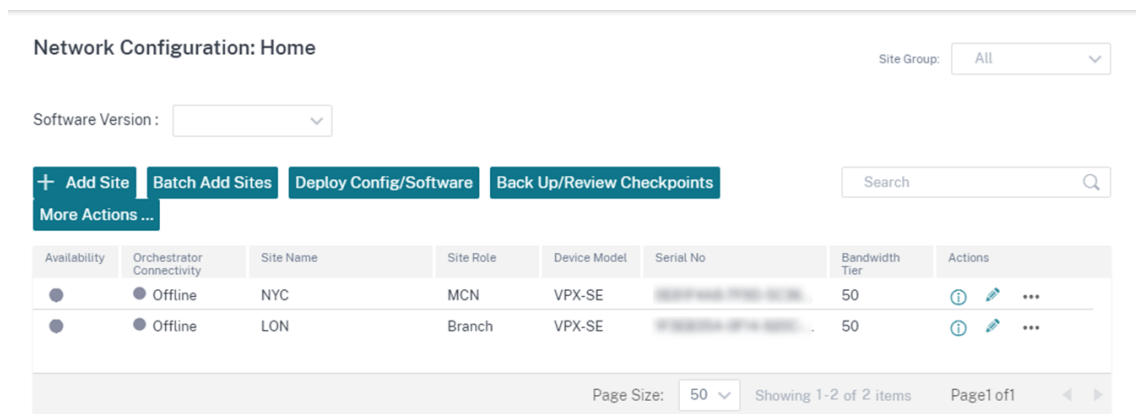 Network Configuration: Home
Site Group: All
Software Version :
+ Add Site Batch Add Sites Deploy Config/Software Back Up/Review Checkpoints Search
More Actions ...
Availability Orchestrator Connectivity Site Name Site Role Device Model Serial No Bandwidth Tier Actions
Offline NYC MCN VPX-SE 50 ...
Offline LON Branch VPX-SE 50 ...
Page Size: 50 Showing 1-2 of 2 items Page1 of1